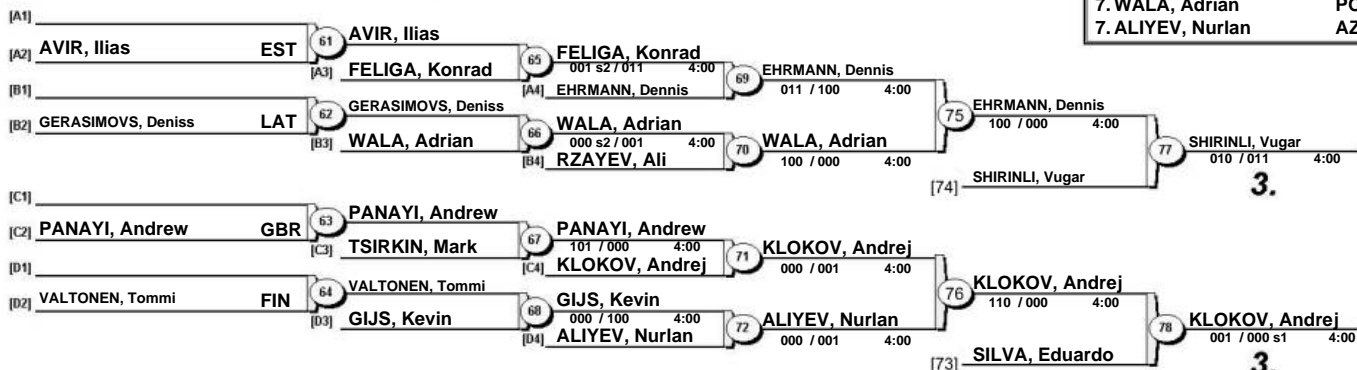 7. WALA, Adrian PO
7. ALIYEV, Nurlan AZ
[A1]
[A2] AVIR, Ilias EST
61 AVIR, Ilias
[A3] FELIGA, Konrad
65 FELIGA, Konrad
001 s2 / 011 4:00
[A4] EHRMANN, Dennis
69 EHRMANN, Dennis
011 / 100 4:00
[B1]
[B2] GERASIMOVS, Deniss LAT
62 GERASIMOVS, Deniss
[B3] WALA, Adrian
66 WALA, Adrian
000 s2 / 001 4:00
[B4] RZAYEV, Ali
70 WALA, Adrian
100 / 000 4:00
75 EHRMANN, Dennis
100 / 000 4:00
[74] SHIRINLI, Vugar
77 SHIRINLI, Vugar
010 / 011 4:00
3.
[C1]
[C2] PANAYI, Andrew GBR
63 PANAYI, Andrew
[C3] TSIRKIN, Mark
67 PANAYI, Andrew
101 / 000 4:00
[C4] KLOKOV, Andrej
71 KLOKOV, Andrej
000 / 001 4:00
[D1]
[D2] VALTONEN, Tommi FIN
64 VALTONEN, Tommi
[D3] GIJS, Kevin
68 GIJS, Kevin
000 / 100 4:00
[D4] ALIYEV, Nurlan
72 ALIYEV, Nurlan
000 / 001 4:00
76 KLOKOV, Andrej
110 / 000 4:00
[73] SILVA, Eduardo
78 KLOKOV, Andrej
001 / 000 s1 4:00
3.